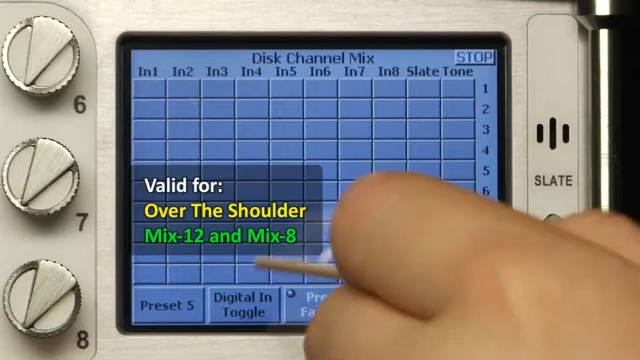 Disk Channel Mix STOP
In1 In2 In3 In4 In5 In6 In7 In8 Slate Tone
1
2
3
4
5
6
6
7
8
SLATE
Valid for:
Over The Shoulder
Mix-12 and Mix-8
Preset 5
Digital In
Toggle